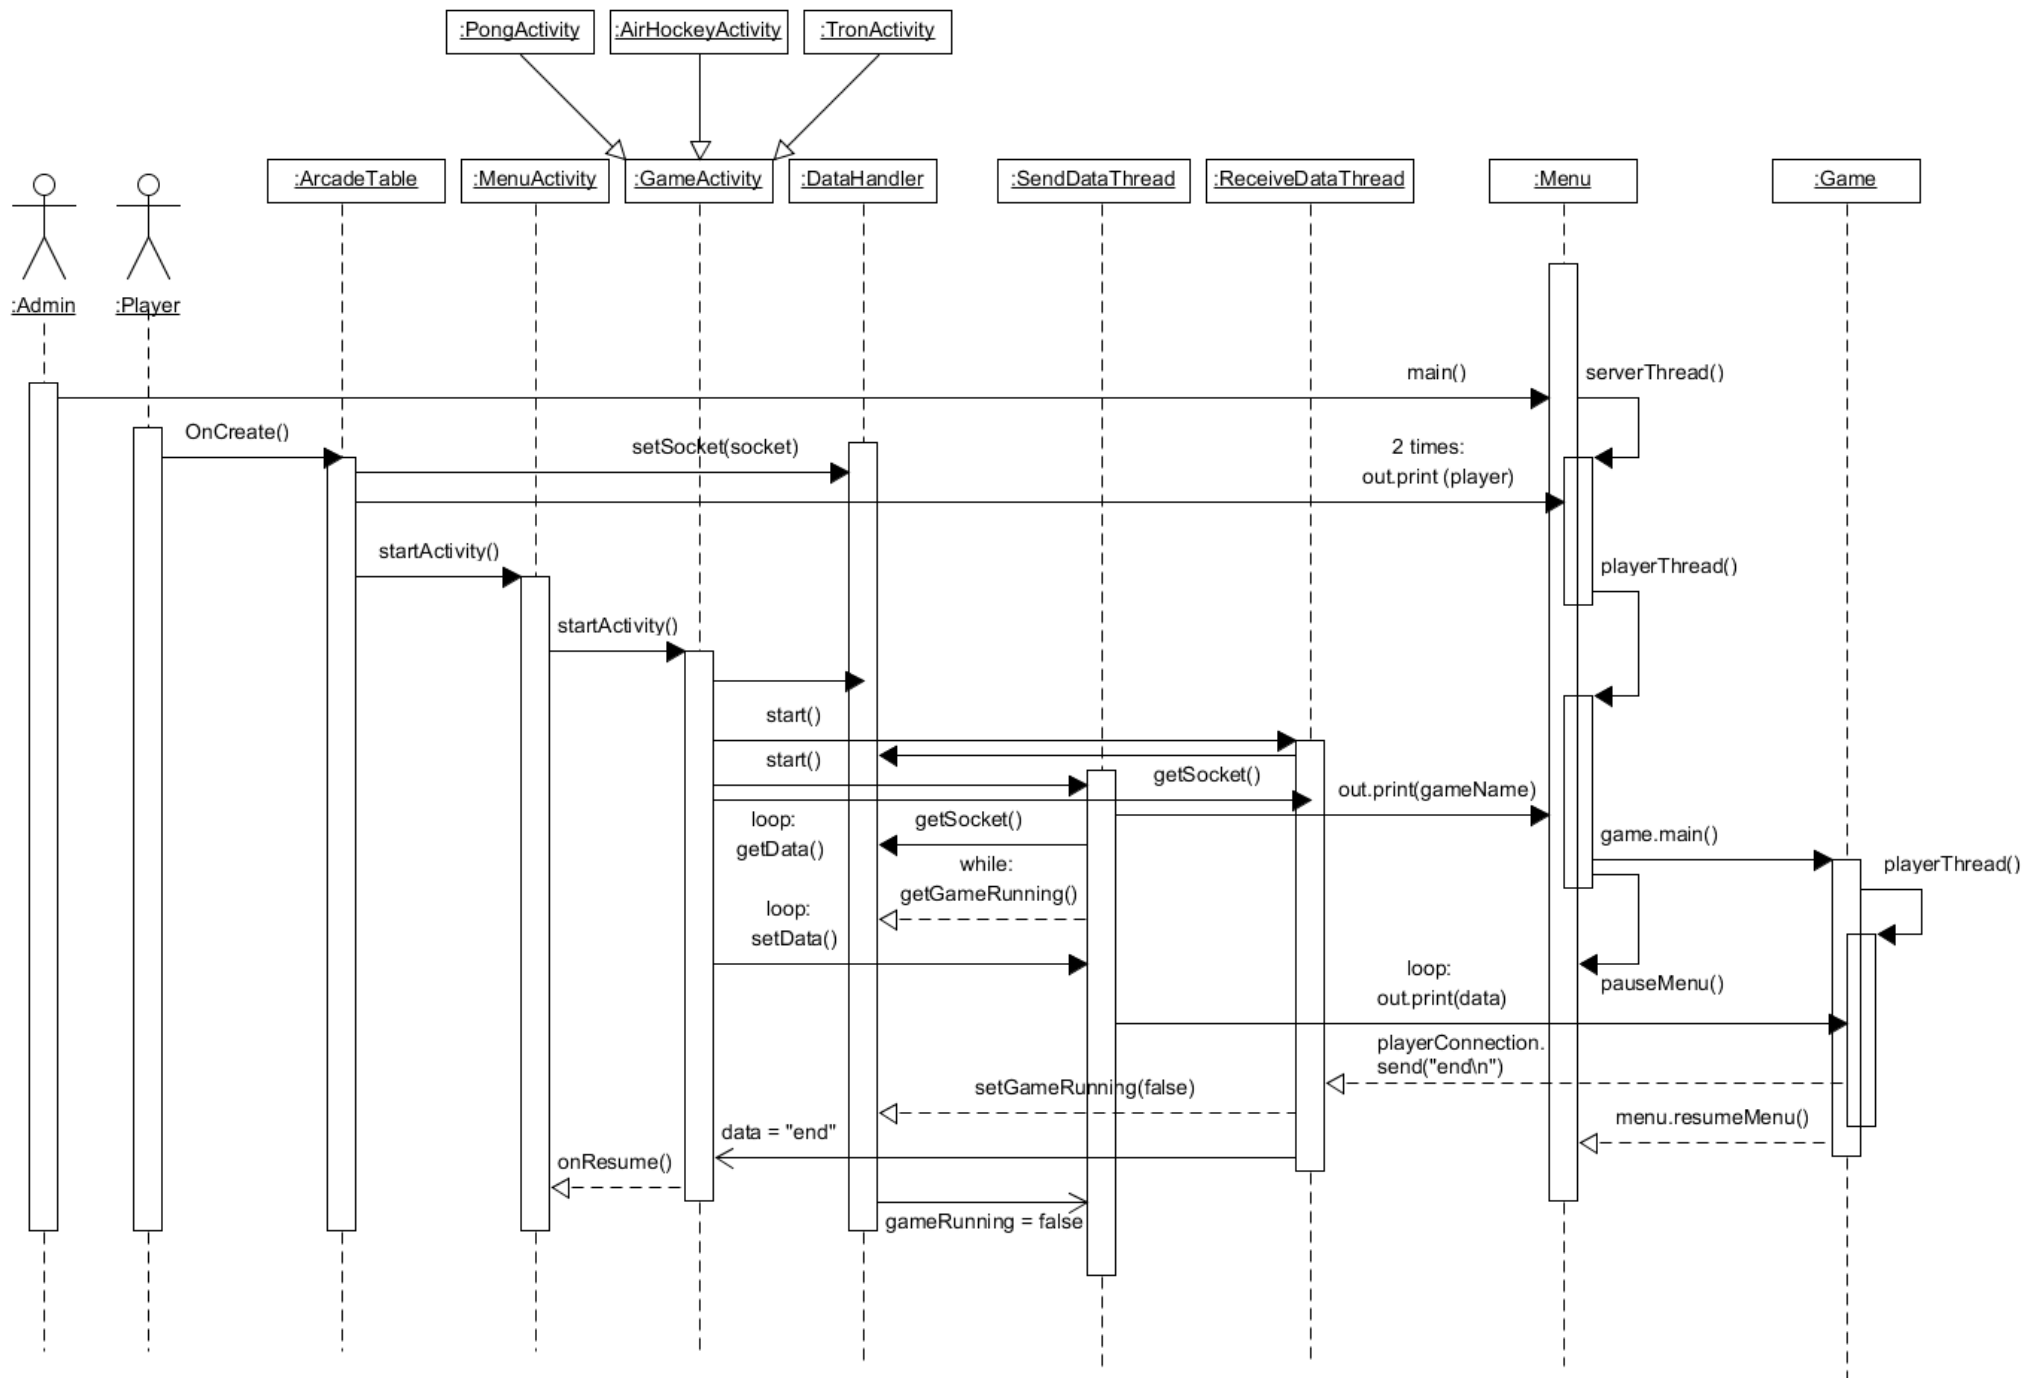 :PongActivity
:AirHockeyActivity
:TronActivity
:ArcadeTable
:MenuActivity
:GameActivity
:DataHandler
:SendDataThread
:ReceiveDataThread
:Menu
:Game
:Admin
:Player
main()
serverThread()
OnCreate()
setSocket(socket)
2 times:
out.print (player)
startActivity()
playerThread()
startActivity()
start()
start()
getSocket()
out.print(gameName)
loop:
getData()
getSocket()
game.main()
while:
getGameRunning()
playerThread()
loop:
setData()
loop:
out.print(data)
pauseMenu()
playerConnection.
send("end\n")
setGameRunning(false)
menu.resumeMenu()
data = "end"
onResume()
gameRunning = false